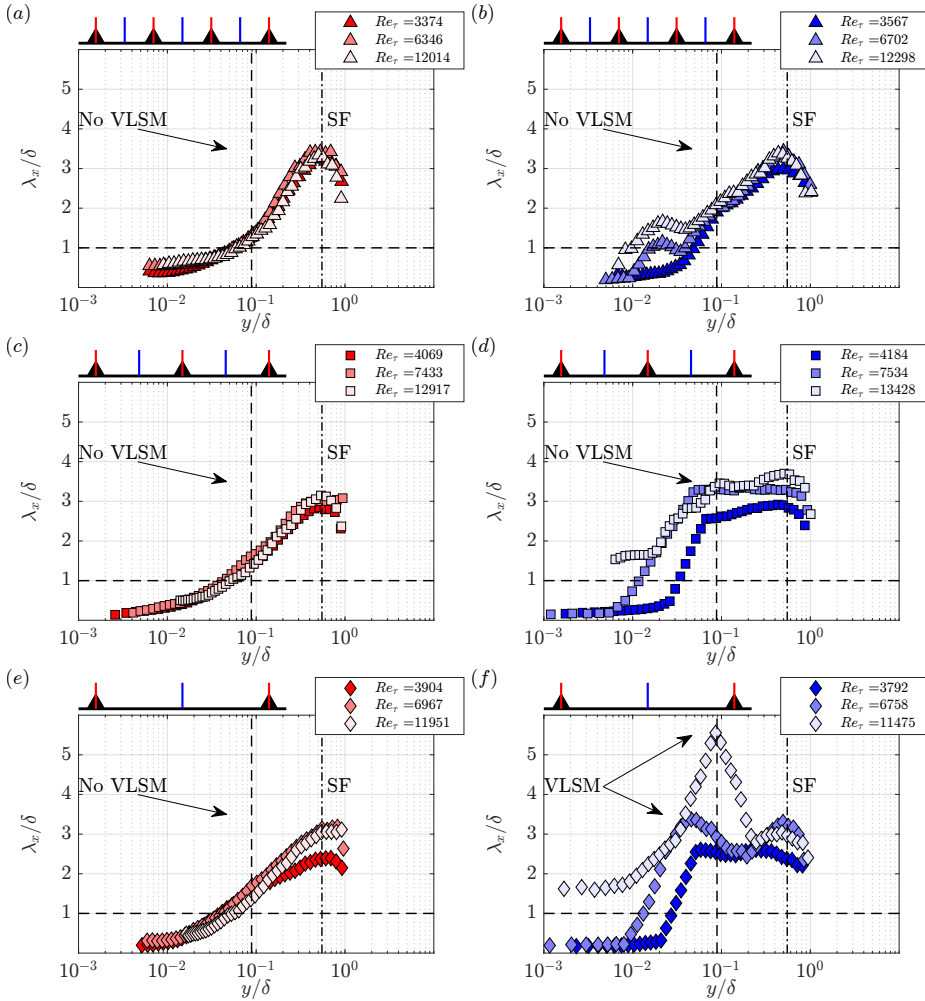 (a)
Re_τ =3374
Re_τ =6346
Re_τ =12014
5
4
3
2
1
λ_x/δ
No VLSM
SF
10^{-3} 10^{-2} 10^{-1} 10^0
y/δ
(b)
Re_τ =3567
Re_τ =6702
Re_τ =12298
5
4
3
2
1
λ_x/δ
No VLSM
SF
10^{-3} 10^{-2} 10^{-1} 10^0
y/δ
(c)
Re_τ =4069
Re_τ =7433
Re_τ =12917
5
4
3
2
1
λ_x/δ
No VLSM
SF
10^{-3} 10^{-2} 10^{-1} 10^0
y/δ
(d)
Re_τ =4184
Re_τ =7534
Re_τ =13428
5
4
3
2
1
λ_x/δ
No VLSM
SF
10^{-3} 10^{-2} 10^{-1} 10^0
y/δ
(e)
Re_τ =3904
Re_τ =6967
Re_τ =11951
5
4
3
2
1
λ_x/δ
No VLSM
SF
10^{-3} 10^{-2} 10^{-1} 10^0
y/δ
(f)
Re_τ =3792
Re_τ =6758
Re_τ =11475
5
4
3
2
1
λ_x/δ
VLSM
SF
10^{-3} 10^{-2} 10^{-1} 10^0
y/δ